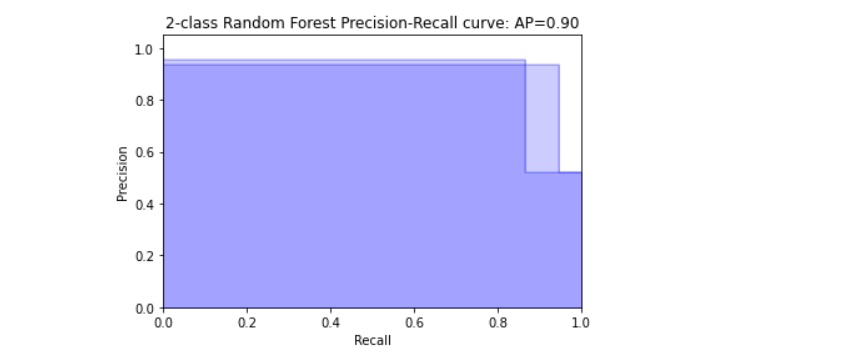 2-class Random Forest Precision-Recall curve: AP=0.90
1.0
0.8
0.6
0.4
0.2
0.0
Precision
0.0 0.2 0.4 0.6 0.8 1.0
Recall